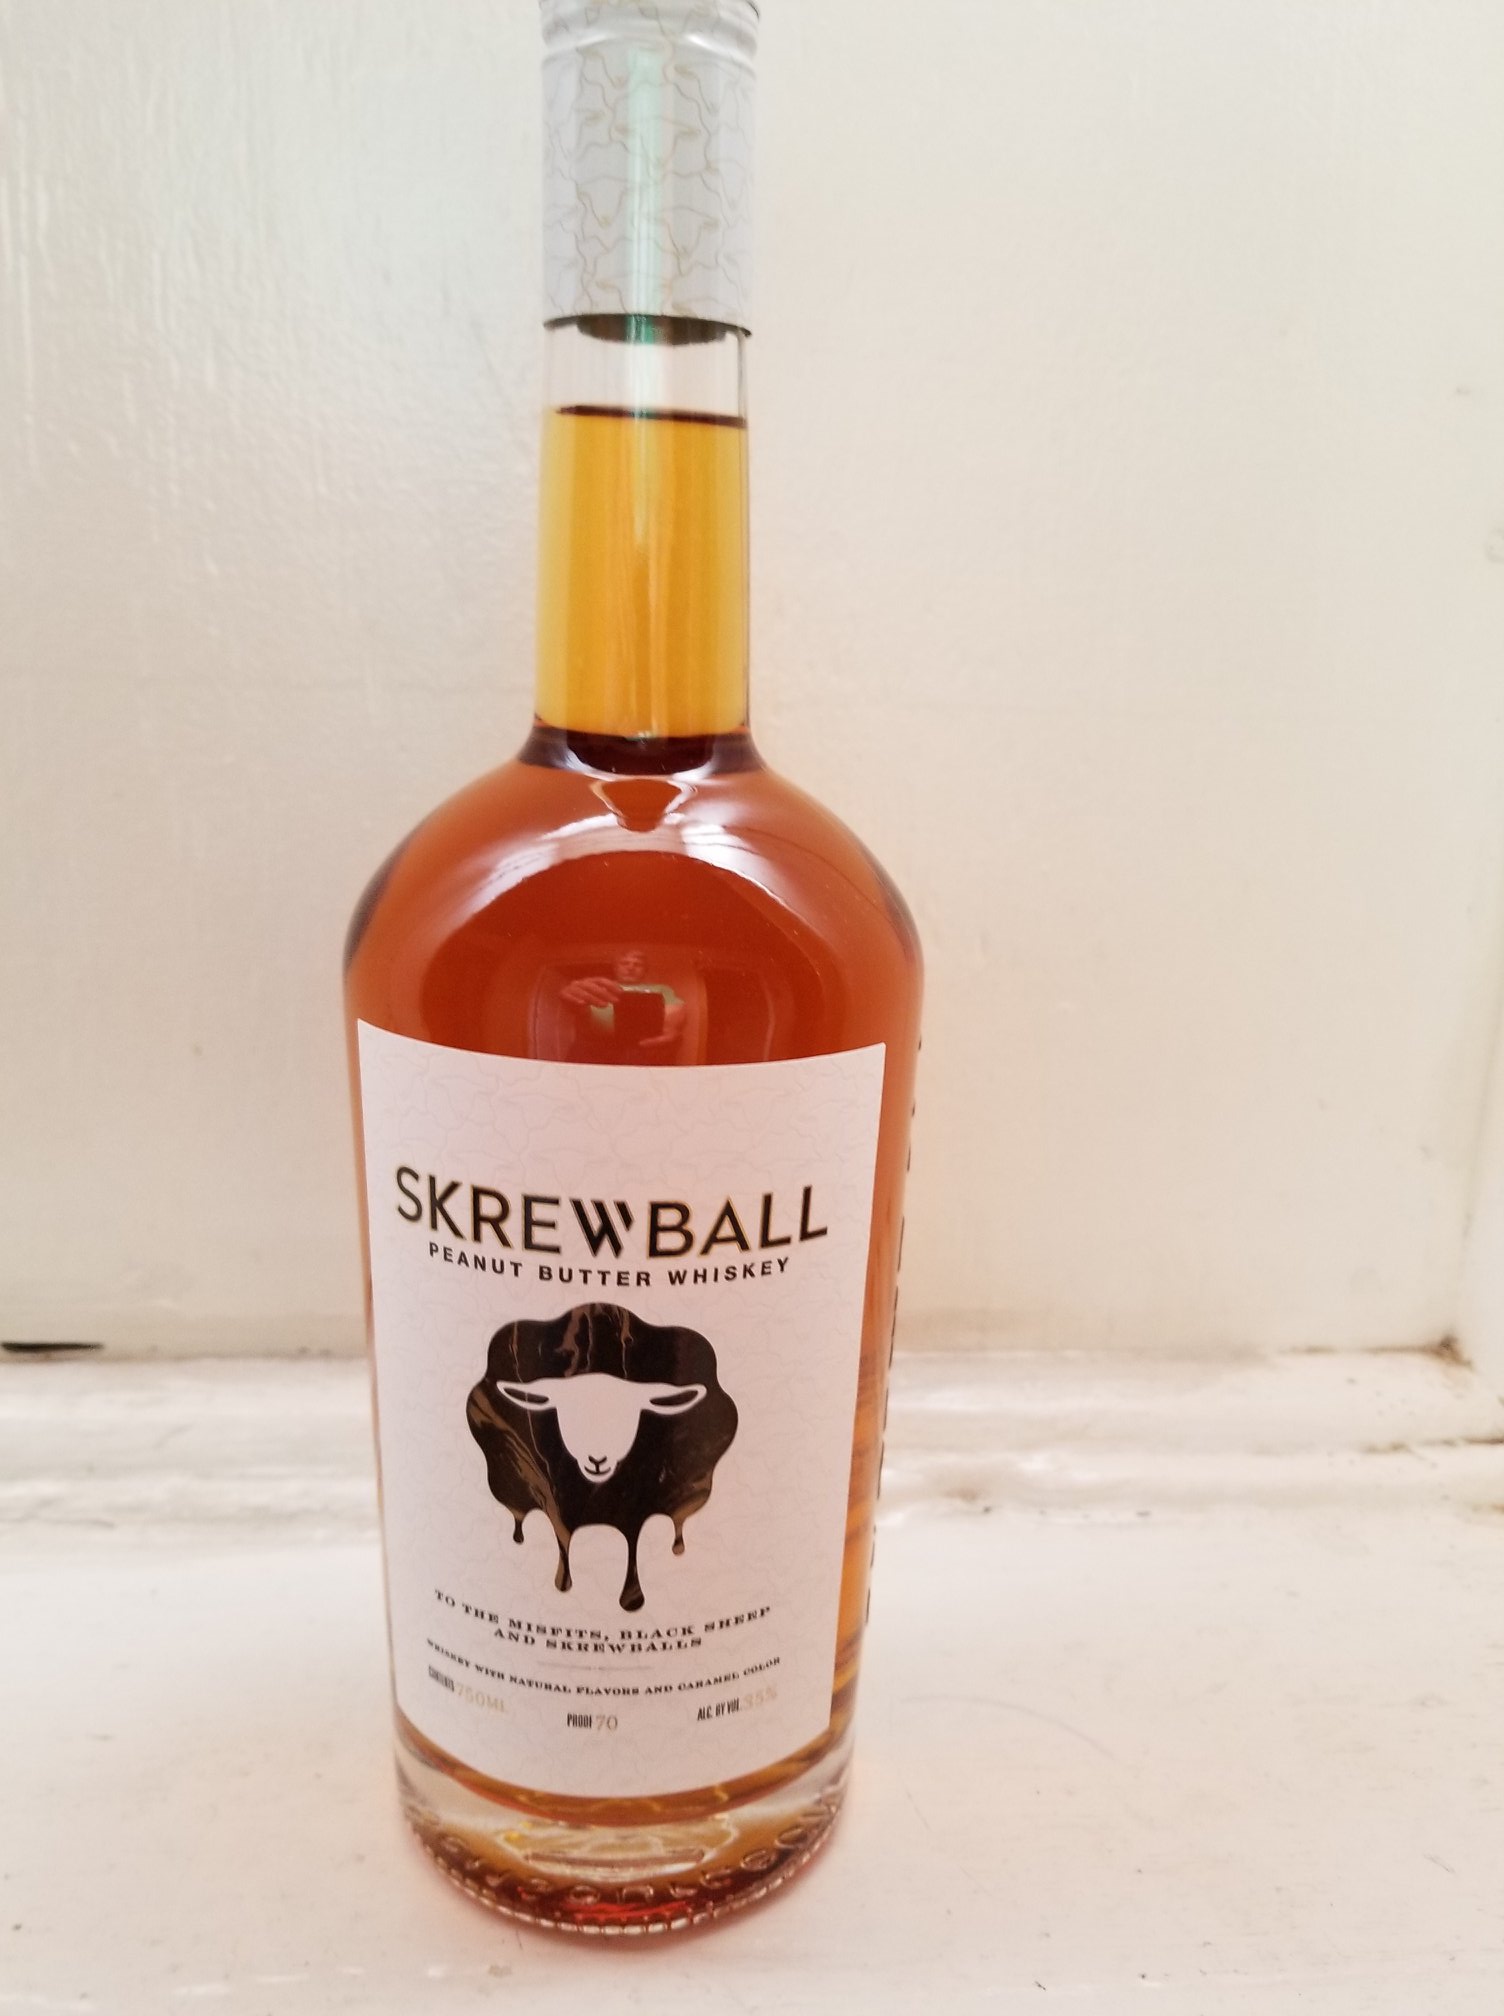 SKREWBALL
PEANUT BUTTER WHISKEY
TO THE MISFITS, BLACK SHEEP
AND SKREWBALLS
WHISKEY WITH NATURAL FLAVORS AND CARAMEL COLOR
CONTENTS 750ML PROOF 70 ALC. BY VOL. 35%